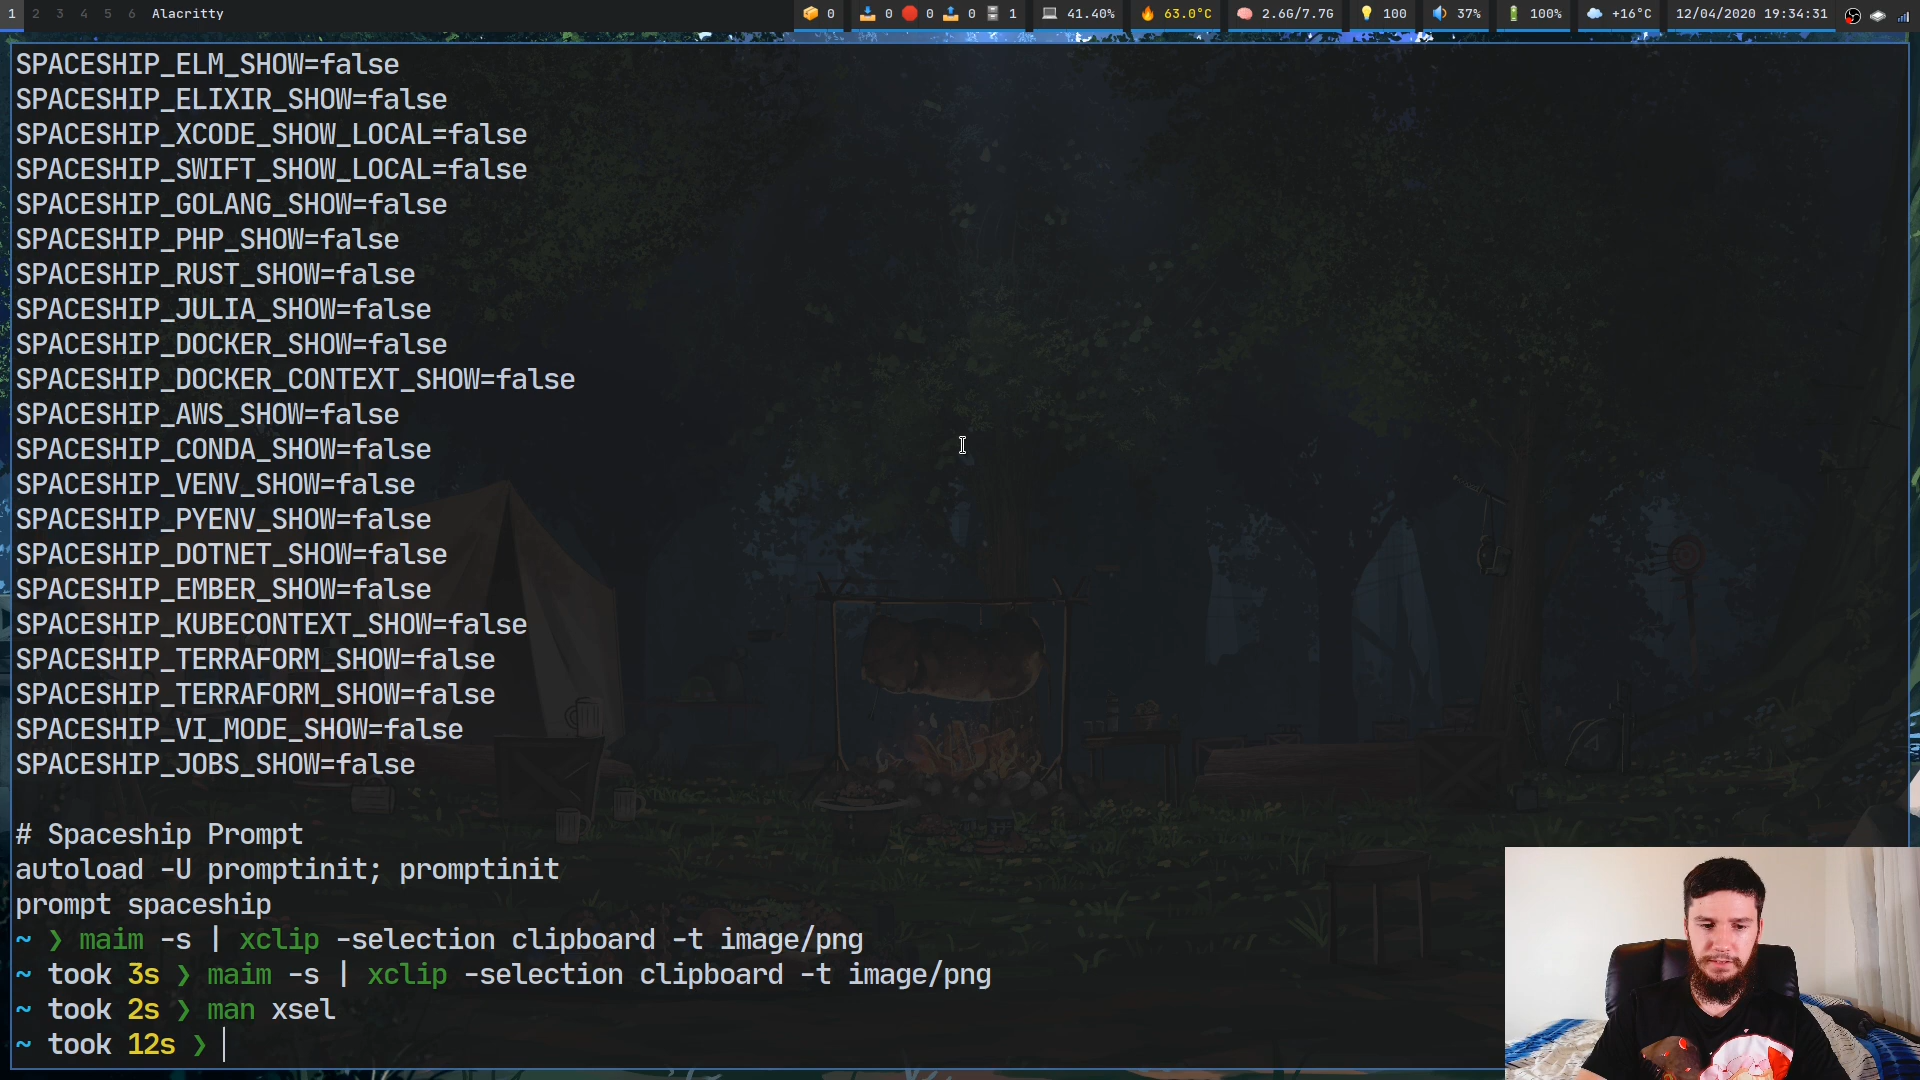 1 2 3 4 5 6 Alacritty 0 0 0 0 1 41.40% 63.0°C 2.6G/7.7G 100 37% 100% +16°C 12/04/2020 19:34:31
SPACESHIP_ELM_SHOW=false
SPACESHIP_ELIXIR_SHOW=false
SPACESHIP_XCODE_SHOW_LOCAL=false
SPACESHIP_SWIFT_SHOW_LOCAL=false
SPACESHIP_GOLANG_SHOW=false
SPACESHIP_PHP_SHOW=false
SPACESHIP_RUST_SHOW=false
SPACESHIP_JULIA_SHOW=false
SPACESHIP_DOCKER_SHOW=false
SPACESHIP_DOCKER_CONTEXT_SHOW=false
SPACESHIP_AWS_SHOW=false
SPACESHIP_CONDA_SHOW=false
SPACESHIP_VENV_SHOW=false
SPACESHIP_PYENV_SHOW=false
SPACESHIP_DOTNET_SHOW=false
SPACESHIP_EMBER_SHOW=false
SPACESHIP_KUBECONTEXT_SHOW=false
SPACESHIP_TERRAFORM_SHOW=false
SPACESHIP_TERRAFORM_SHOW=false
SPACESHIP_VI_MODE_SHOW=false
SPACESHIP_JOBS_SHOW=false
# Spaceship Prompt
autoload -U promptinit; promptinit
prompt spaceship
~ ❯ maim -s | xclip -selection clipboard -t image/png
~ took 3s ❯ maim -s | xclip -selection clipboard -t image/png
~ took 2s ❯ man xsel
~ took 12s ❯